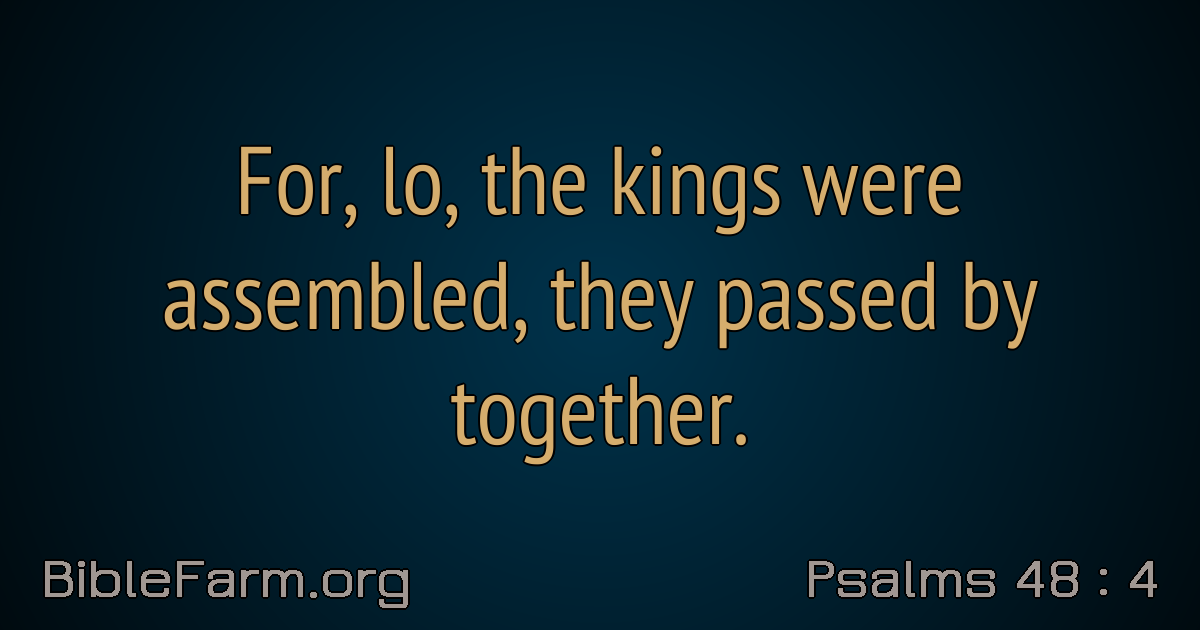 For, lo, the kings were
assembled, they passed by
together.
BibleFarm.org
Psalms 48 : 4